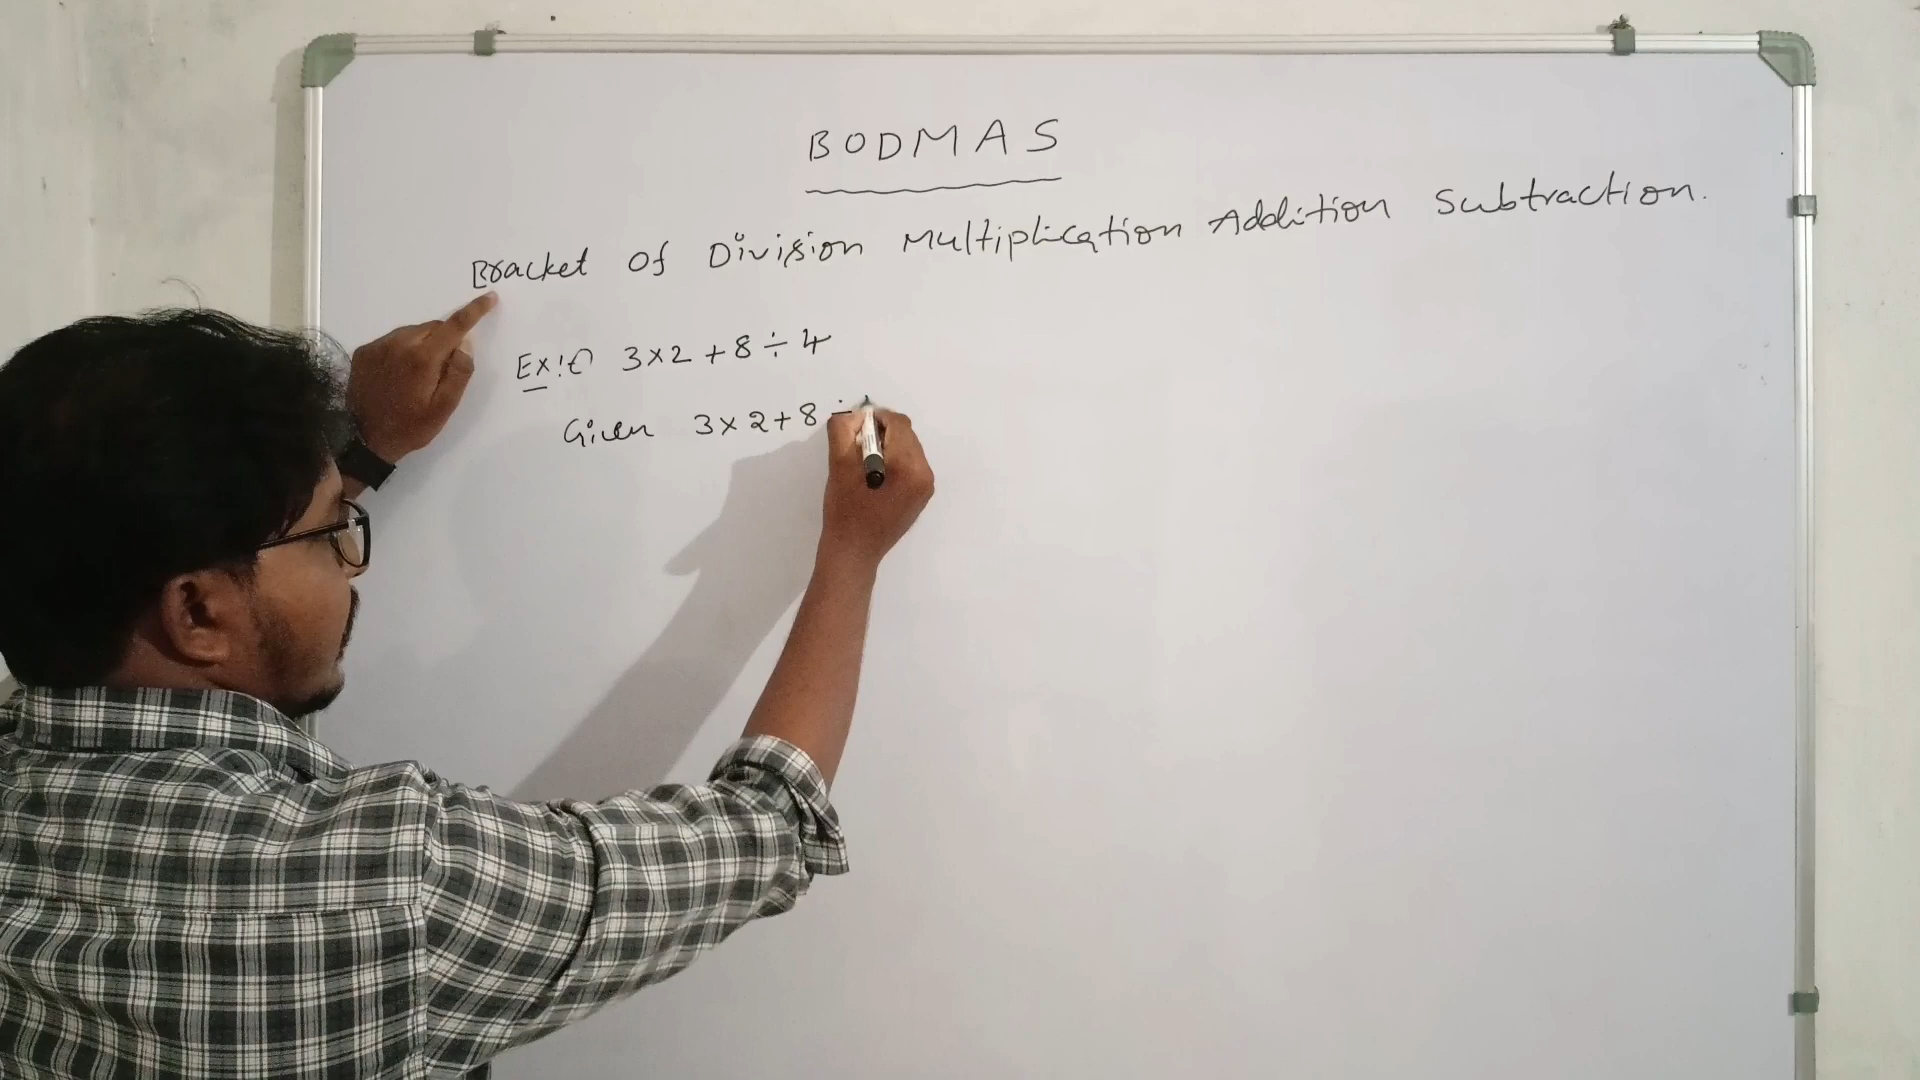 BODMAS
Bracket Of Division Multiplication Addition Subtraction.
Ex:① 3×2+8÷4
Given 3×2+8÷